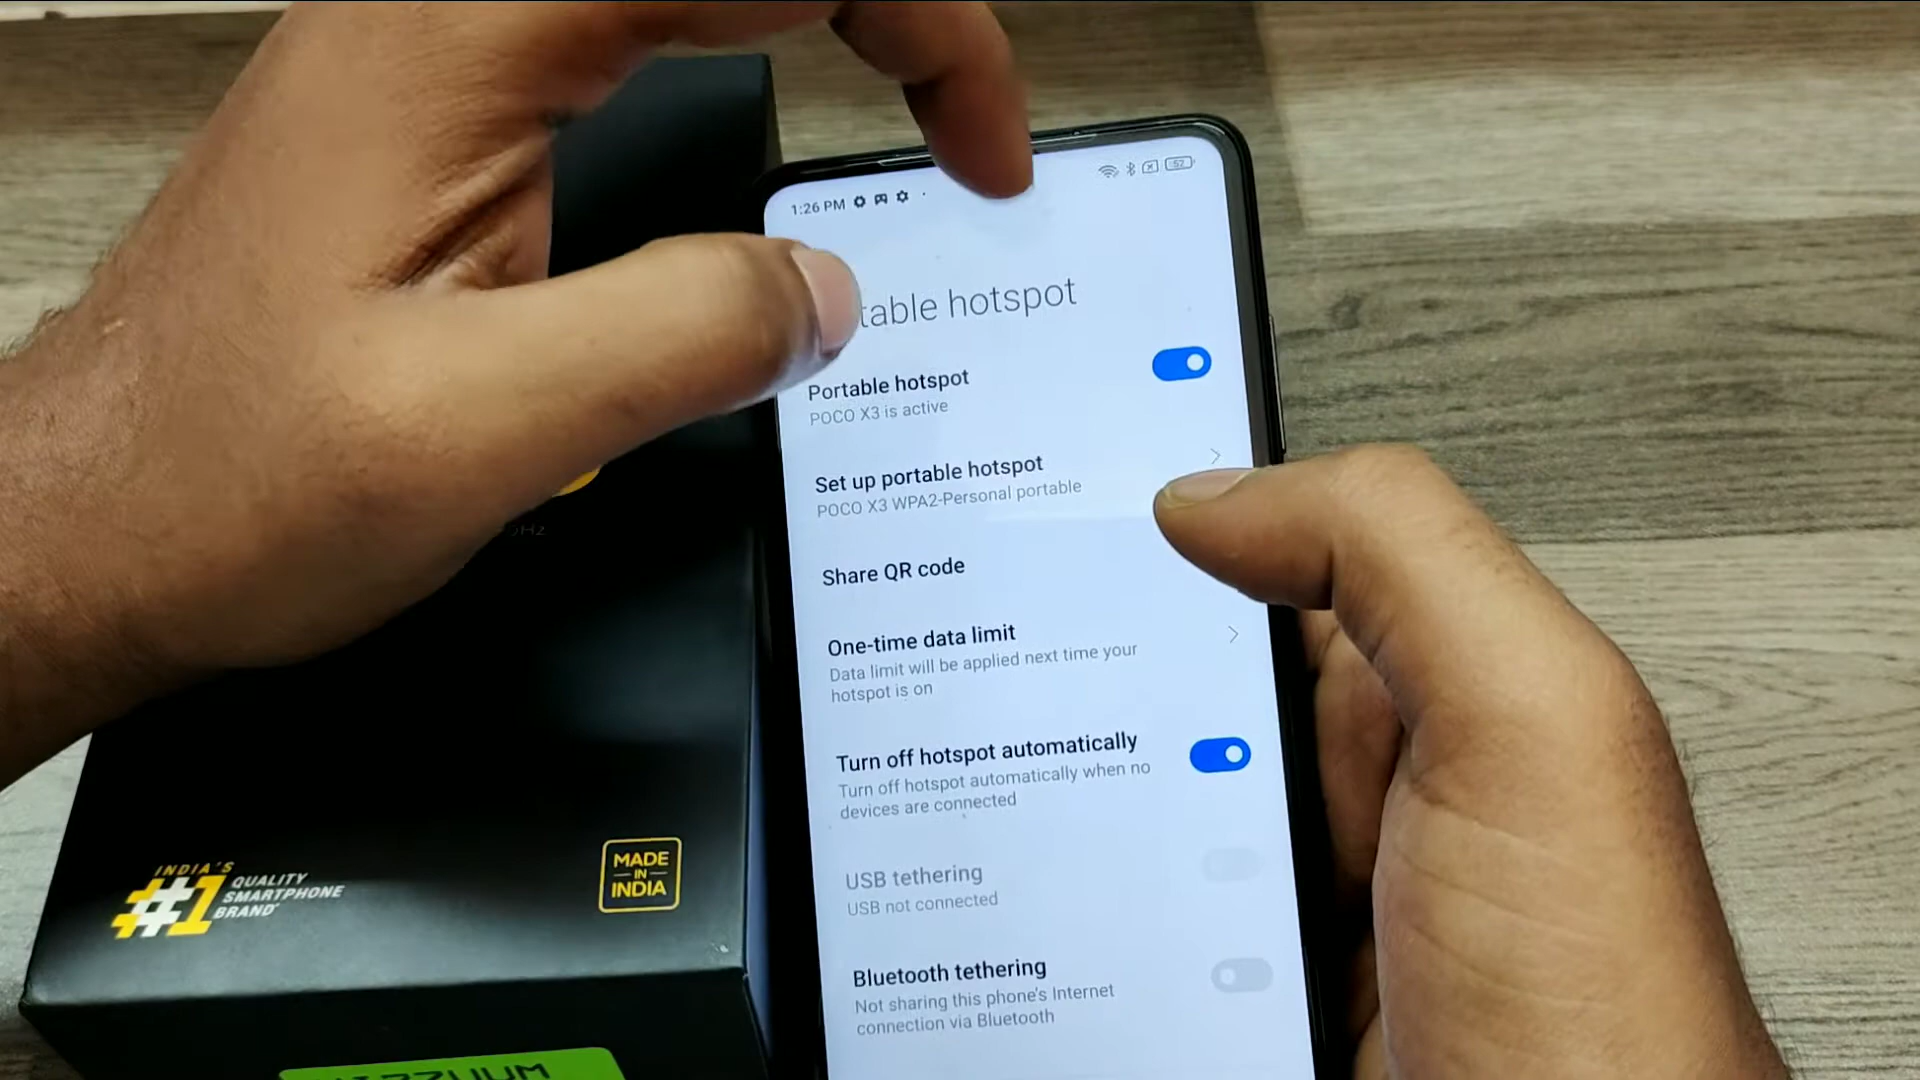 1:26 PM
52
table hotspot
Portable hotspot
POCO X3 is active
Set up portable hotspot
POCO X3 WPA2-Personal portable
Share QR code
One-time data limit
Data limit will be applied next time your
hotspot is on
Turn off hotspot automatically
Turn off hotspot automatically when no
devices are connected
USB tethering
USB not connected
Bluetooth tethering
Not sharing this phone's Internet
connection via Bluetooth
INDIA'S
#1 QUALITY
SMARTPHONE
BRAND
MADE
IN
INDIA